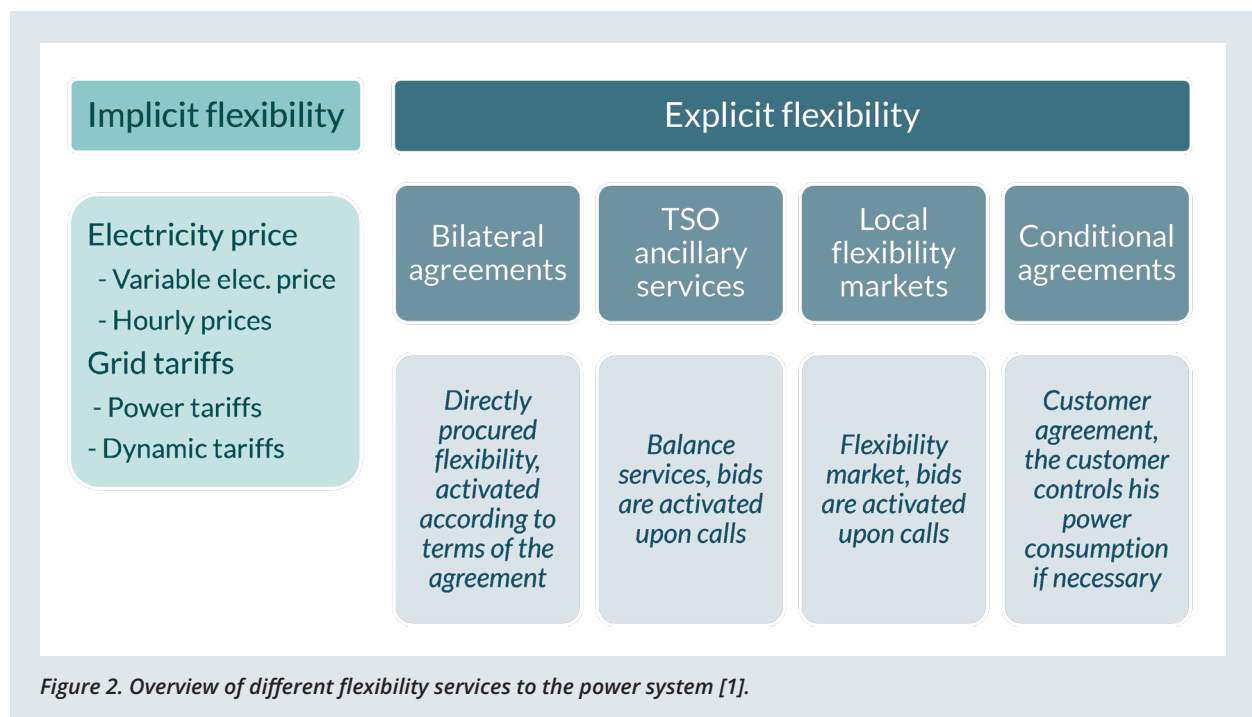 Implicit flexibility
Electricity price
- Variable elec. price
- Hourly prices
Grid tariffs
- Power tariffs
- Dynamic tariffs
Explicit flexibility
Bilateral
agreements
Directly
procured
flexibility,
activated
according to
terms of the
agreement
TSO
ancillary
services
Balance
services, bids
are activated
upon calls
Local
flexibility
markets
Flexibility
market, bids
are activated
upon calls
Conditional
agreements
Customer
agreement,
the customer
controls his
power
consumption
if necessary
Figure 2. Overview of different flexibility services to the power system [1].